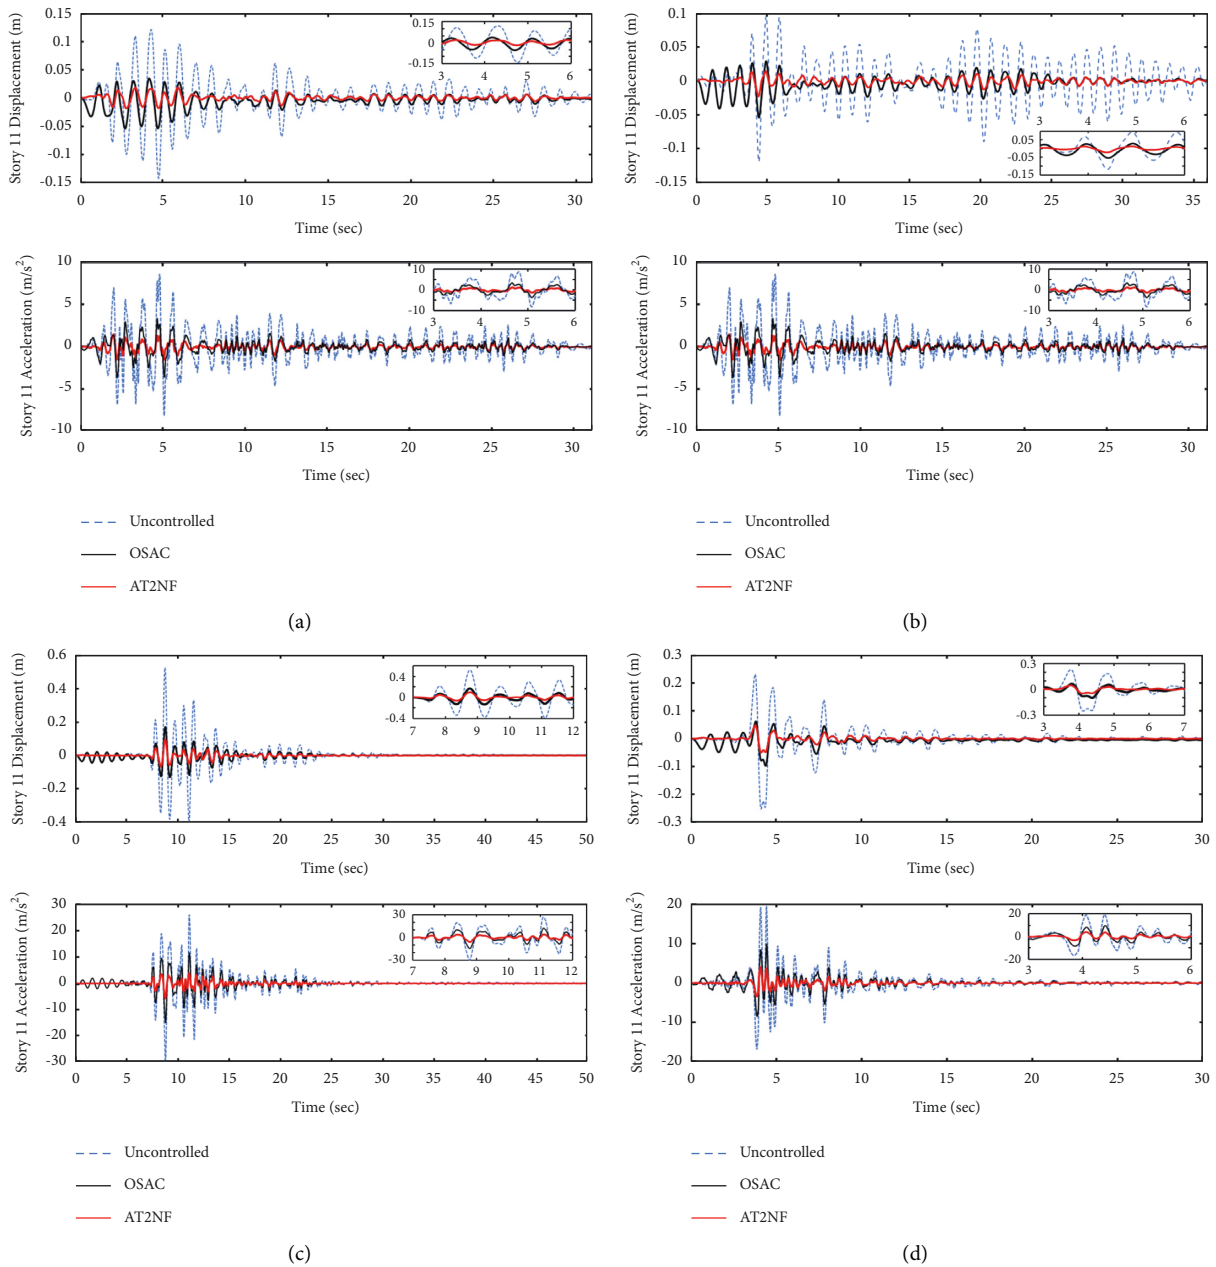 Story 11 Displacement (m)
0.15
0.1
0.05
0
-0.05
-0.1
-0.15
0 5 10 15 20 25 30
Time (sec)
0.15
0
-0.15
3 4 5 6
Story 11 Acceleration (m/s²)
10
5
0
-5
-10
0 5 10 15 20 25 30
Time (sec)
10
0
-10
3 4 5 6
Uncontrolled
OSAC
AT2NF
(a)
Story 11 Displacement (m)
0.1
0.05
0
-0.05
-0.1
-0.15
0 5 10 15 20 25 30 35
Time (sec)
3 4 5 6
0.05
-0.05
-0.15
3 4 5 6
Story 11 Acceleration (m/s²)
10
5
0
-5
-10
0 5 10 15 20 25 30
Time (sec)
10
0
-10
3 4 5 6
Uncontrolled
OSAC
AT2NF
(b)
Story 11 Displacement (m)
0.6
0.4
0.2
0
-0.2
-0.4
0 5 10 15 20 25 30 35 40 45 50
Time (sec)
0.4
0
-0.4
7 8 9 10 11 12
Story 11 Acceleration (m/s²)
30
20
10
0
-10
-20
-30
0 5 10 15 20 25 30 35 40 45 50
Time (sec)
30
0
-30
7 8 9 10 11 12
Uncontrolled
OSAC
AT2NF
(c)
Story 11 Displacement (m)
0.3
0.2
0.1
0
-0.1
-0.2
-0.3
0 5 10 15 20 25 30
Time (sec)
0.3
0
-0.3
3 4 5 6 7
Story 11 Acceleration (m/s²)
20
10
0
-10
-20
0 5 10 15 20 25 30
Time (sec)
20
0
-20
3 4 5 6
Uncontrolled
OSAC
AT2NF
(d)